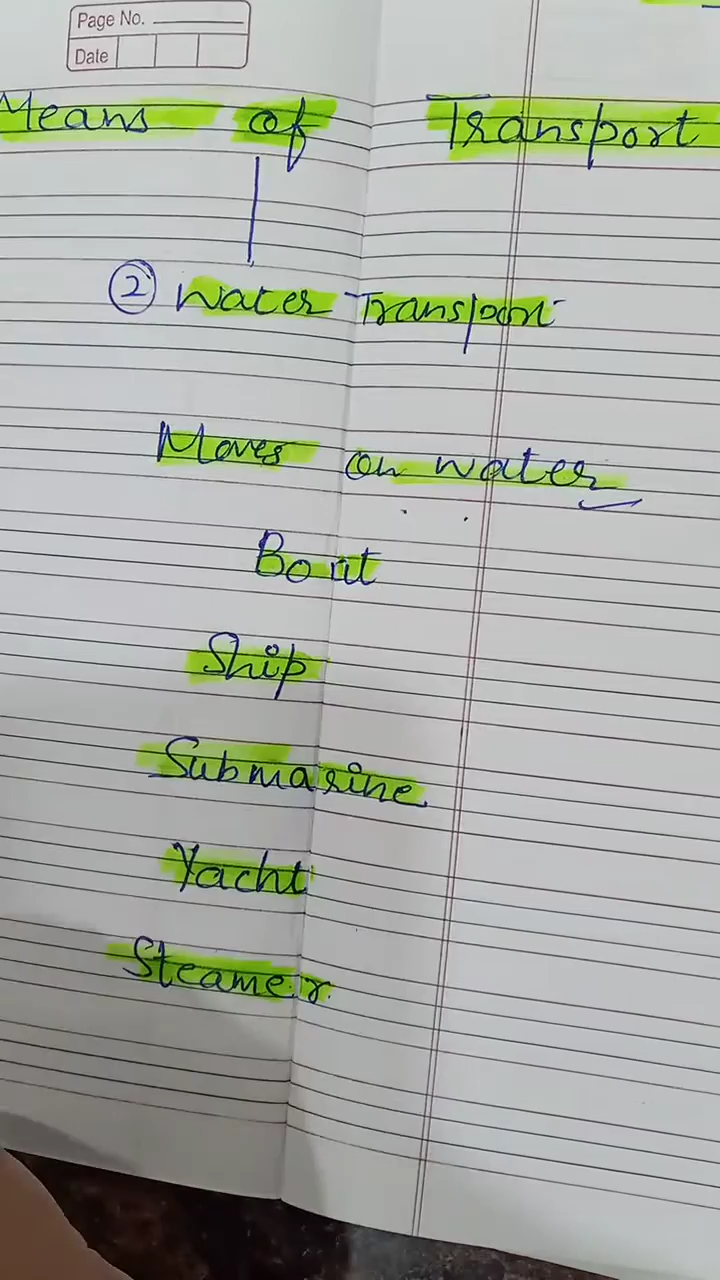 Page No.
Date
Means of Transport
② Water Transport
Moves on water
Boat
Ship
Submarine
Yacht
Steamer